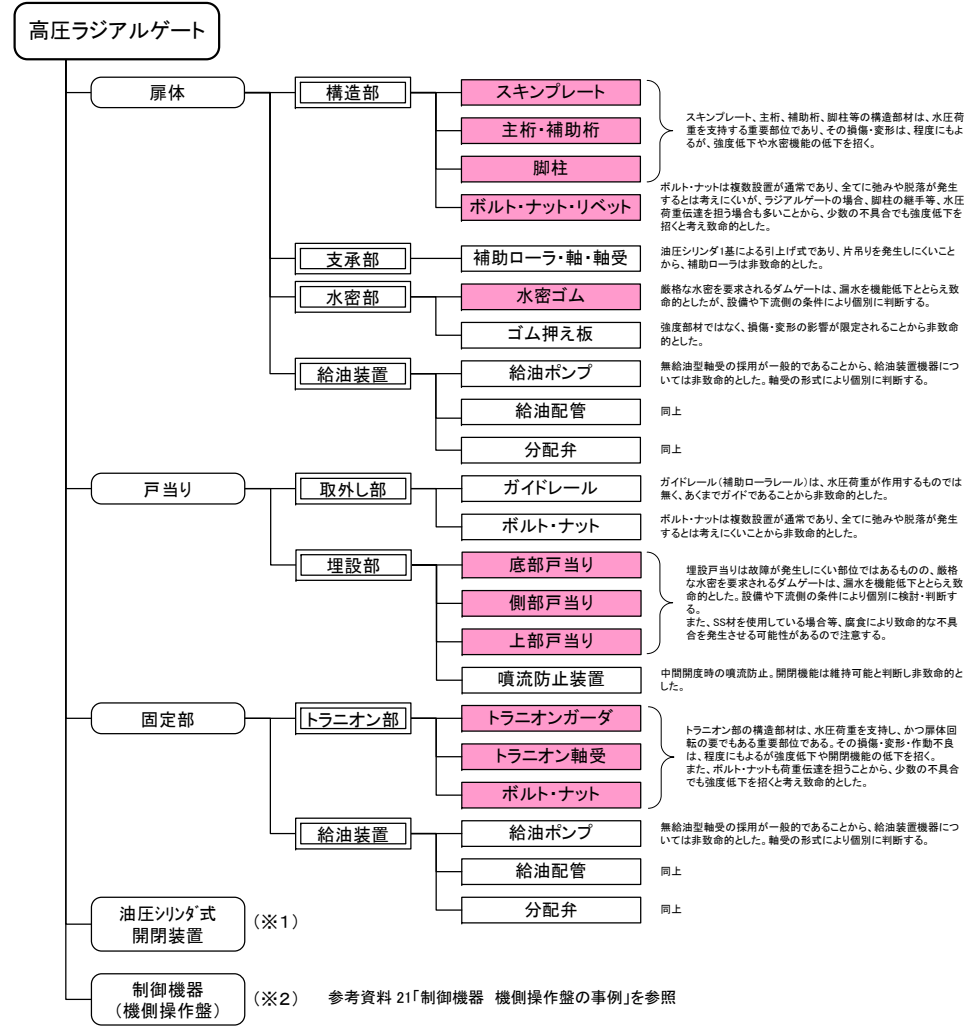 高圧ラジアルゲート
扉体
構造部
スキンプレート
スキンプレート、主桁、補助桁、脚柱等の構造部材は、水圧荷
重を支持する重要部位であり、その損傷・変形は、程度にもよ
るが、強度低下や水密機能の低下を招く。
主桁・補助桁
脚柱
ボルト・ナット・リベット
ボルト・ナットは複数設置が通常であり、全てに弛みや脱落が発生
するとは考えにくいが、ラジアルゲートの場合、脚柱の継手等、水圧
荷重伝達を担う場合も多いことから、少数の不具合でも強度低下を
招くと考え致命的とした。
支承部
補助ローラ・軸・軸受
油圧シリンダ1基による引上げ式であり、片吊りを発生しにくいこと
から、補助ローラは非致命的とした。
水密部
水密ゴム
厳格な水密を要求されるダムゲートは、漏水を機能低下ととらえ致
命的としたが、設備や下流側の条件により個別に判断する。
ゴム押え板
強度部材ではなく、損傷・変形の影響が限定されることから非致命
的とした。
給油装置
給油ポンプ
無給油型軸受の採用が一般的であることから、給油装置機器につ
いては非致命的とした。軸受の形式により個別に判断する。
給油配管
同上
分配弁
同上
戸当り
取外し部
ガイドレール
ガイドレール(補助ローラレール)は、水圧荷重が作用するものでは
無く、あくまでガイドであることから非致命的とした。
ボルト・ナット
ボルト・ナットは複数設置が通常であり、全てに弛みや脱落が発生
するとは考えにくいことから非致命的とした。
埋設部
底部戸当り
側部戸当り
上部戸当り
埋設戸当りは故障が発生しにくい部位ではあるものの、厳格
な水密を要求されるダムゲートは、漏水を機能低下ととらえ致
命的とした。設備や下流側の条件により個別に検討・判断す
る。
また、SS材を使用している場合等、腐食により致命的な不具
合を発生させる可能性があるので注意する。
噴流防止装置
中間開度時の噴流防止。開閉機能は維持可能と判断し非致命的と
した。
固定部
トラニオン部
トラニオンガーダ
トラニオン軸受
ボルト・ナット
トラニオン部の構造部材は、水圧荷重を支持し、かつ扉体回
転の要でもある重要部位である。その損傷・変形・作動不良
は、程度にもよるが強度低下や開閉機能の低下を招く。
また、ボルト・ナットも荷重伝達を担うことから、少数の不具合
でも強度低下を招くと考え致命的とした。
給油装置
給油ポンプ
無給油型軸受の採用が一般的であることから、給油装置機器につ
いては非致命的とした。軸受の形式により個別に判断する。
給油配管
同上
分配弁
同上
油圧ｼﾘﾝﾀﾞ式
開閉装置
(※1)
制御機器
(機側操作盤)
(※2)
参考資料 21「制御機器 機側操作盤の事例」を参照